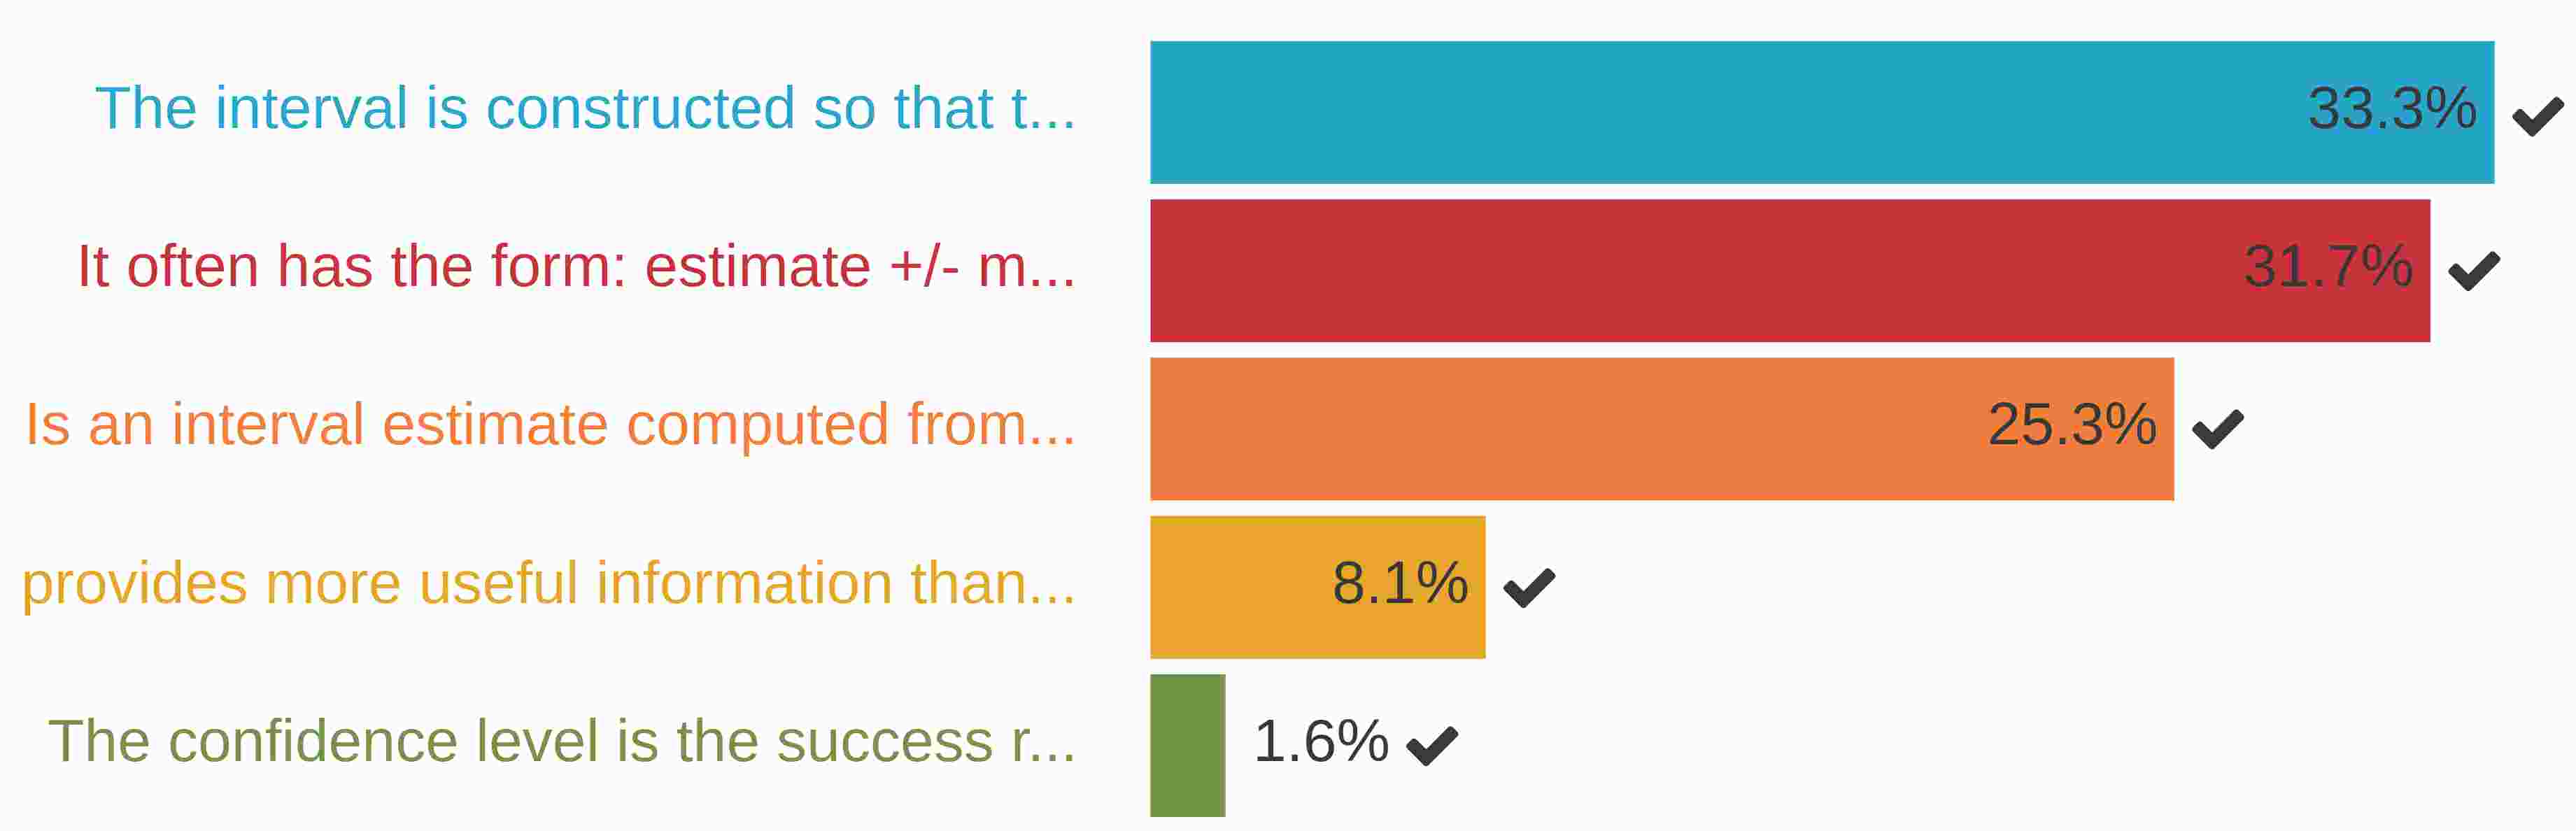 The interval is constructed so that t...
33.3%
It often has the form: estimate +/- m...
31.7%
Is an interval estimate computed from...
25.3%
provides more useful information than...
8.1%
The confidence level is the success r...
1.6%